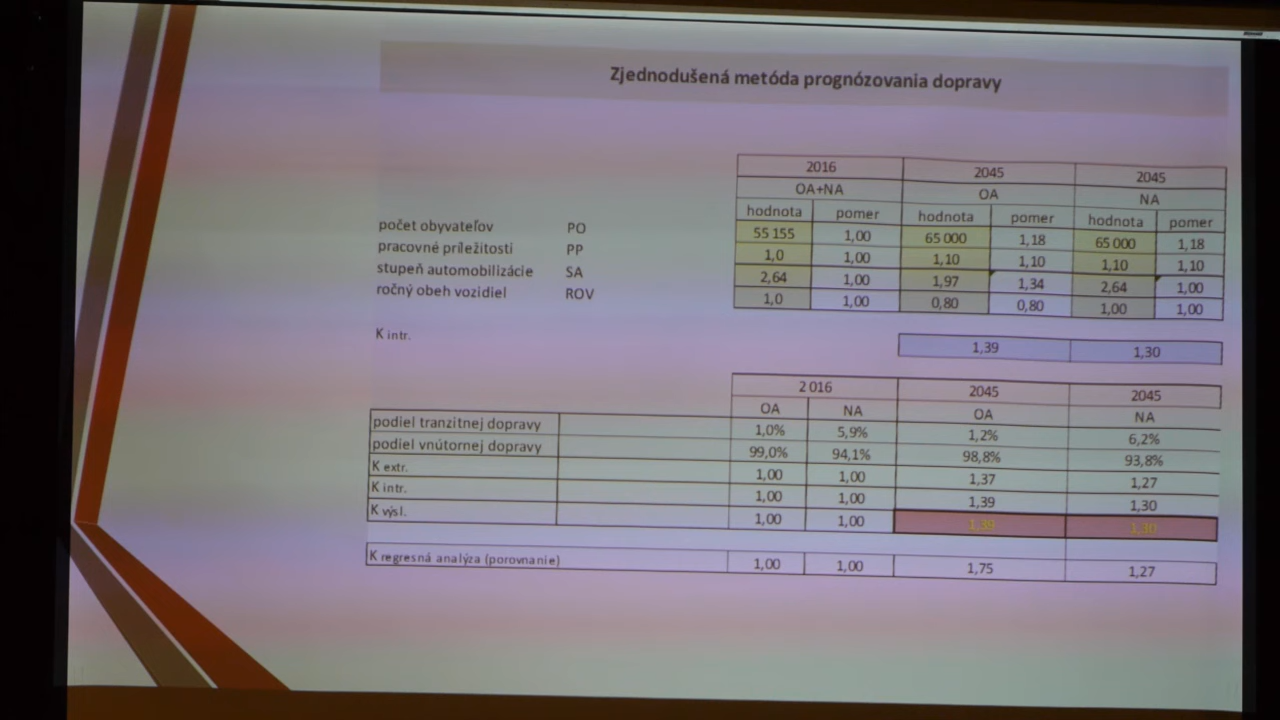 Zjednodušená metóda prognózovania dopravy
2016 2045 2045
OA+NA OA NA
hodnota pomer hodnota pomer hodnota pomer
počet obyvateľov PO 55 155 1,00 65 000 1,18 65 000 1,18
pracovné príležitosti PP 1,0 1,00 1,10 1,10 1,10 1,10
stupeň automobilizácie SA 2,64 1,00 1,97 1,34 2,64 1,00
ročný obeh vozidiel ROV 1,0 1,00 0,80 0,80 1,00 1,00
K intr. 1,39 1,30
2 016 2045 2045
OA NA OA NA
podiel tranzitnej dopravy 1,0% 5,9% 1,2% 6,2%
podiel vnútornej dopravy 99,0% 94,1% 98,8% 93,8%
K extr. 1,00 1,00 1,37 1,27
K intr. 1,00 1,00 1,39 1,30
K výsl. 1,00 1,00 1,39 1,30
K regresná analýza (porovnanie) 1,00 1,00 1,75 1,27